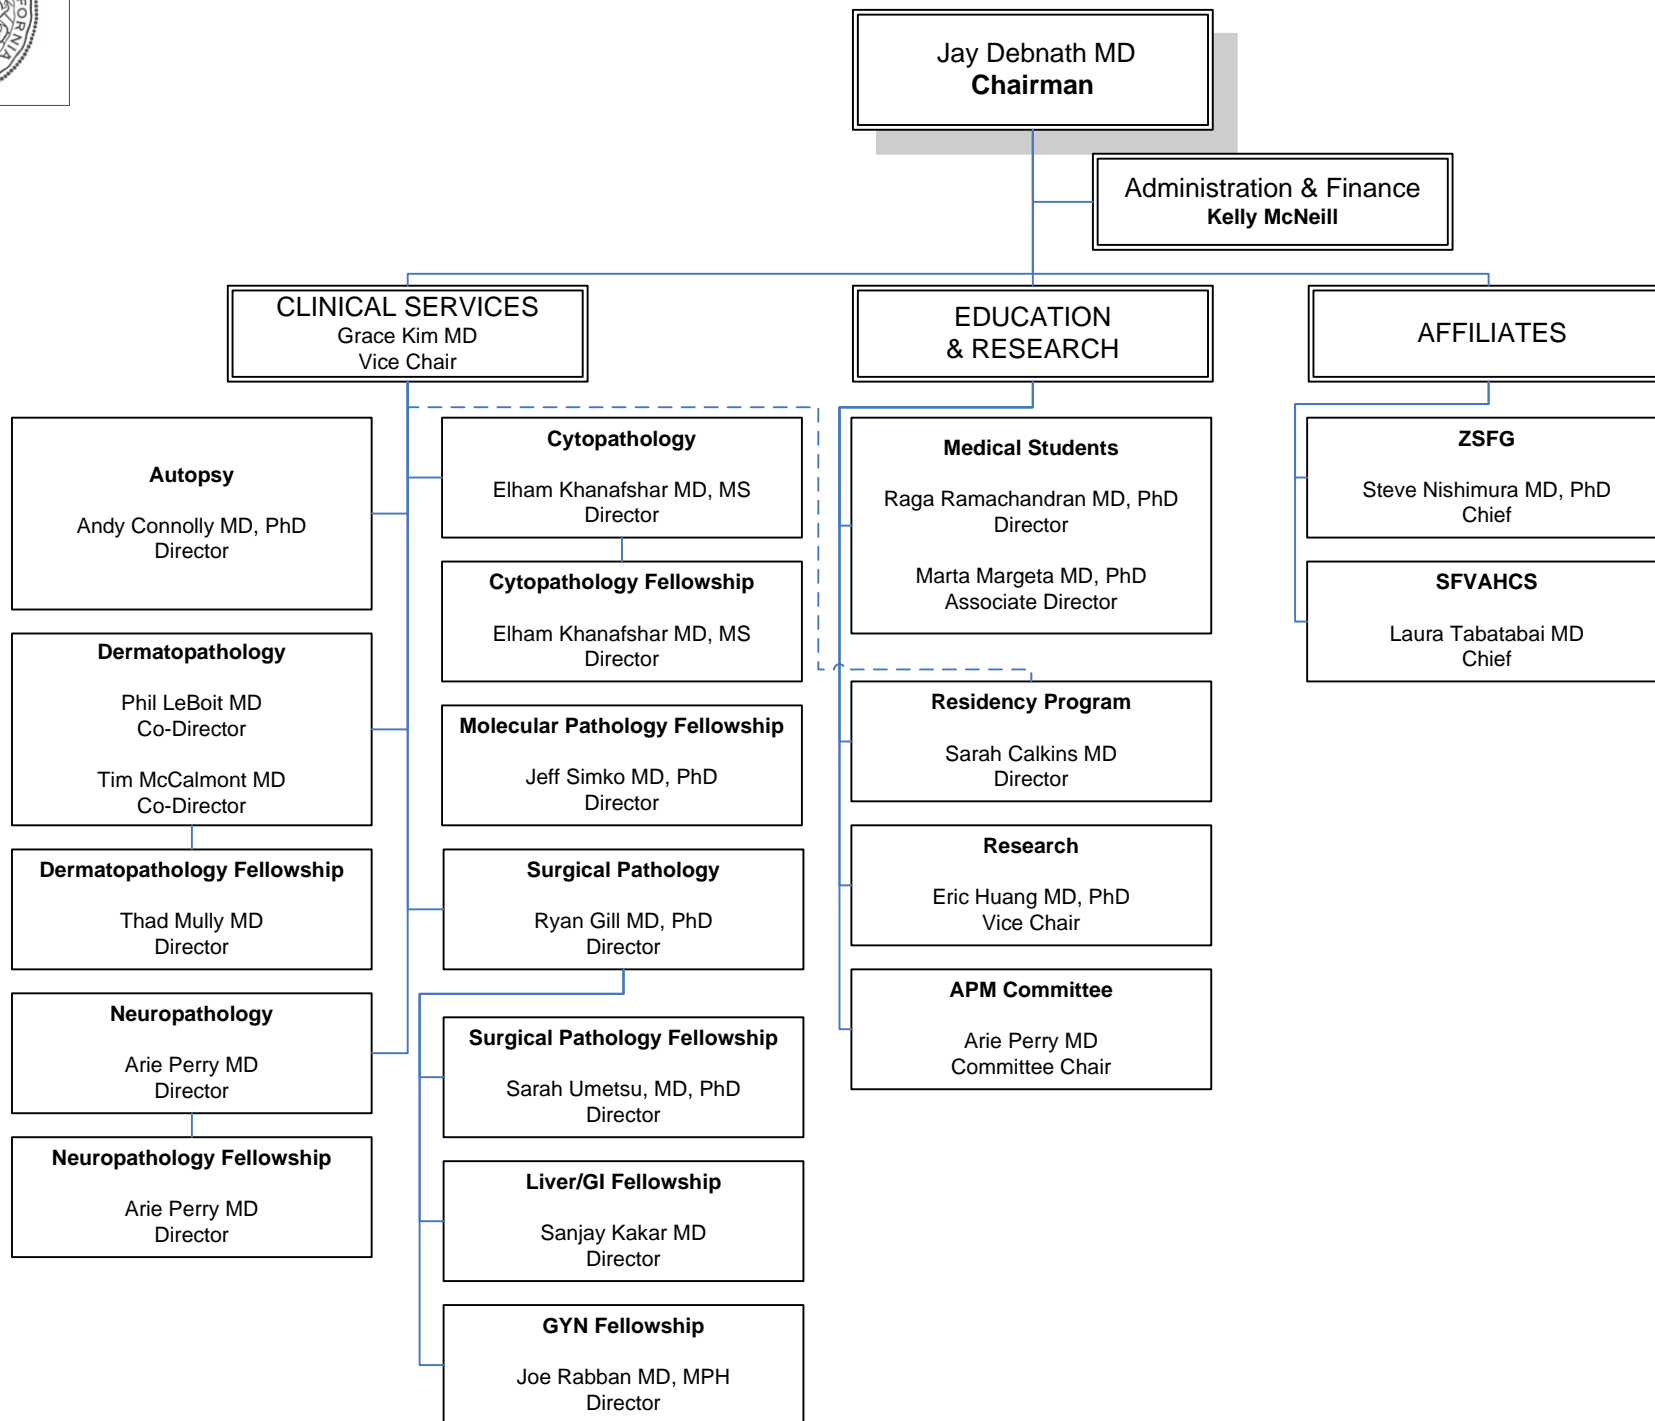 FORNIA
Jay Debnath MD
Chairman
Administration & Finance
Kelly McNeill
CLINICAL SERVICES
Grace Kim MD
Vice Chair
EDUCATION
& RESEARCH
AFFILIATES
Autopsy
Andy Connolly MD, PhD
Director
Dermatopathology
Phil LeBoit MD
Co-Director
Tim McCalmont MD
Co-Director
Dermatopathology Fellowship
Thad Mully MD
Director
Neuropathology
Arie Perry MD
Director
Neuropathology Fellowship
Arie Perry MD
Director
Cytopathology
Elham Khanafshar MD, MS
Director
Cytopathology Fellowship
Elham Khanafshar MD, MS
Director
Molecular Pathology Fellowship
Jeff Simko MD, PhD
Director
Surgical Pathology
Ryan Gill MD, PhD
Director
Surgical Pathology Fellowship
Sarah Umetsu, MD, PhD
Director
Liver/GI Fellowship
Sanjay Kakar MD
Director
GYN Fellowship
Joe Rabban MD, MPH
Director
Medical Students
Raga Ramachandran MD, PhD
Director
Marta Margeta MD, PhD
Associate Director
Residency Program
Sarah Calkins MD
Director
Research
Eric Huang MD, PhD
Vice Chair
APM Committee
Arie Perry MD
Committee Chair
ZSFG
Steve Nishimura MD, PhD
Chief
SFVAHCS
Laura Tabatabai MD
Chief